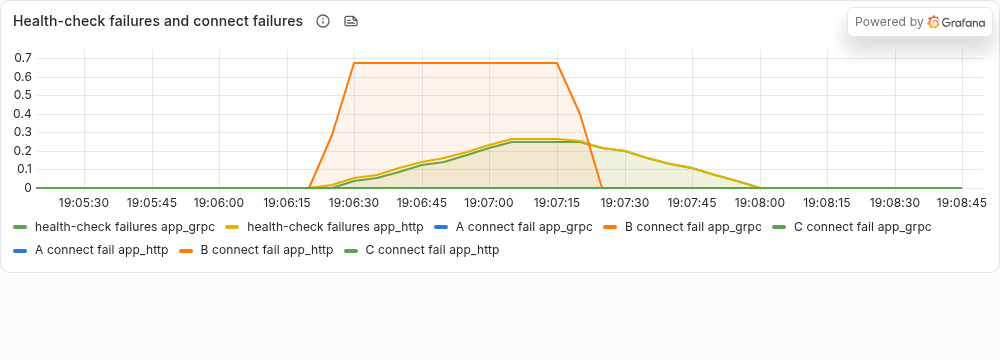 Health-check failures and connect failures
Powered by Grafana
0.7
0.6
0.5
0.4
0.3
0.2
0.1
0
19:05:30 19:05:45 19:06:00 19:06:15 19:06:30 19:06:45 19:07:00 19:07:15 19:07:30 19:07:45 19:08:00 19:08:15 19:08:30 19:08:45
health-check failures app_grpc health-check failures app_http A connect fail app_grpc B connect fail app_grpc C connect fail app_grpc
A connect fail app_http B connect fail app_http C connect fail app_http